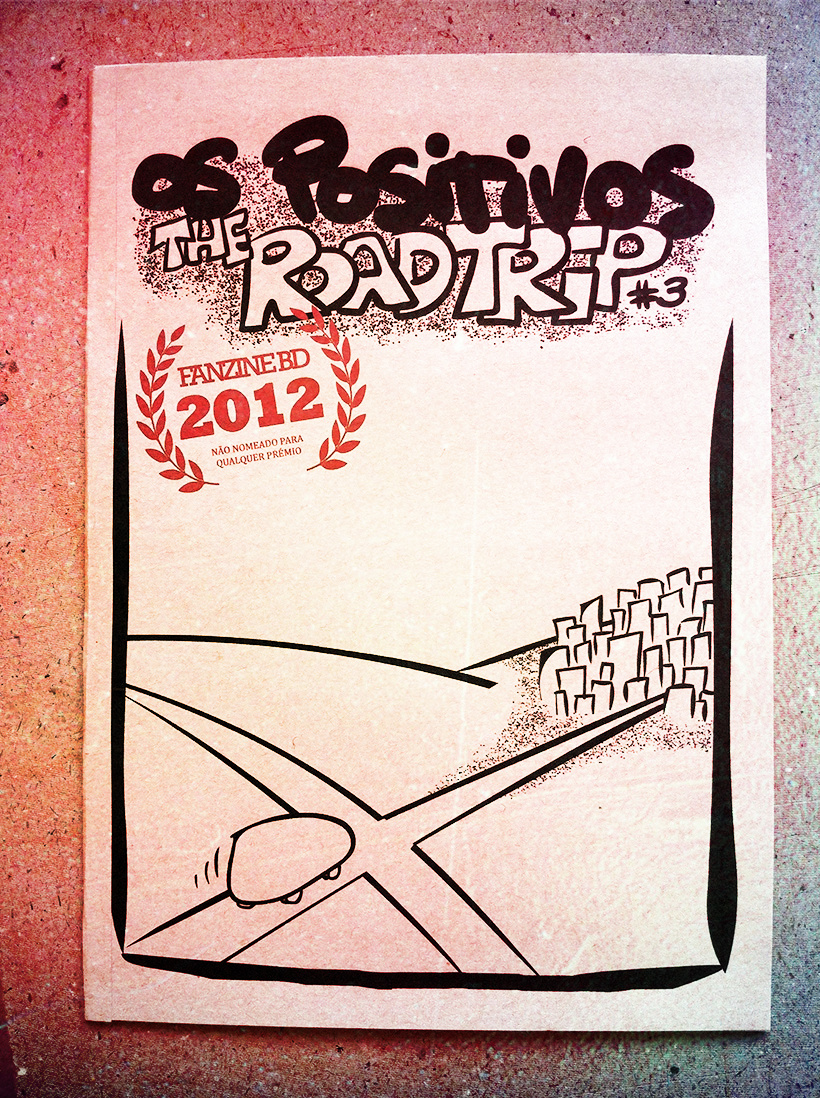 Os Positivos
THE ROAD TRIP #3
FANZINE BD
2012
NÃO NOMEADO PARA
QUALQUER PRÉMIO